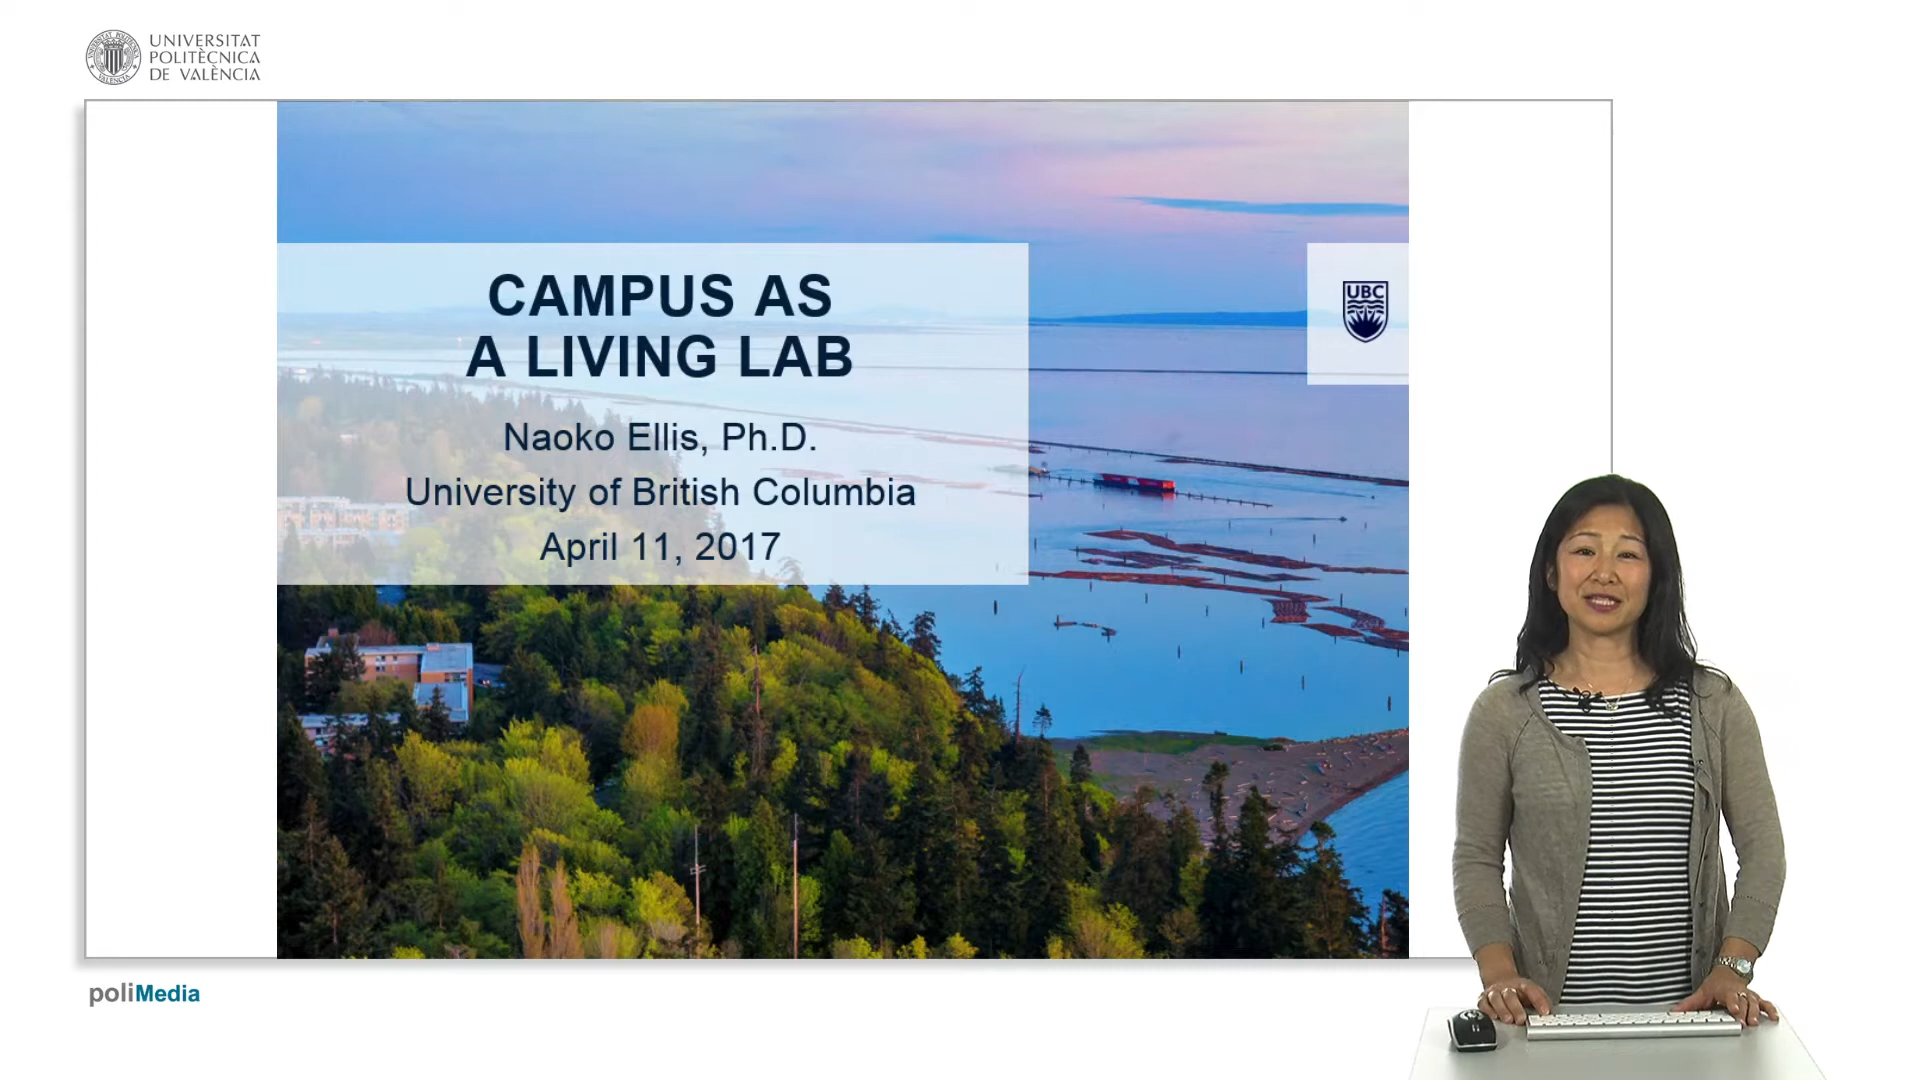 UNIVERSITAT
POLITÈCNICA
DE VALÈNCIA
CAMPUS AS
A LIVING LAB
Naoko Ellis, Ph.D.
University of British Columbia
April 11, 2017
UBC
poliMedia